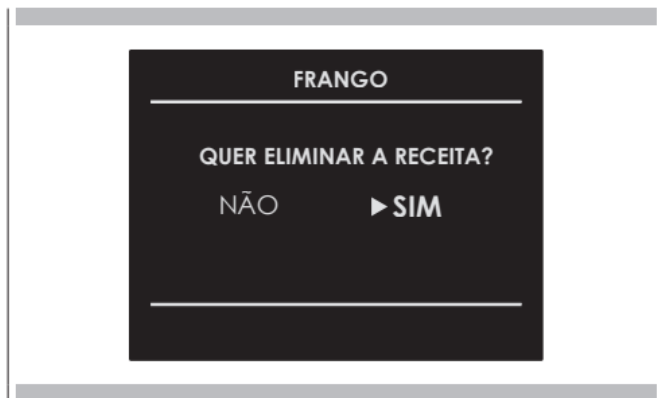 FRANGO
QUER ELIMINAR A RECEITA?
NÃO ▶SIM